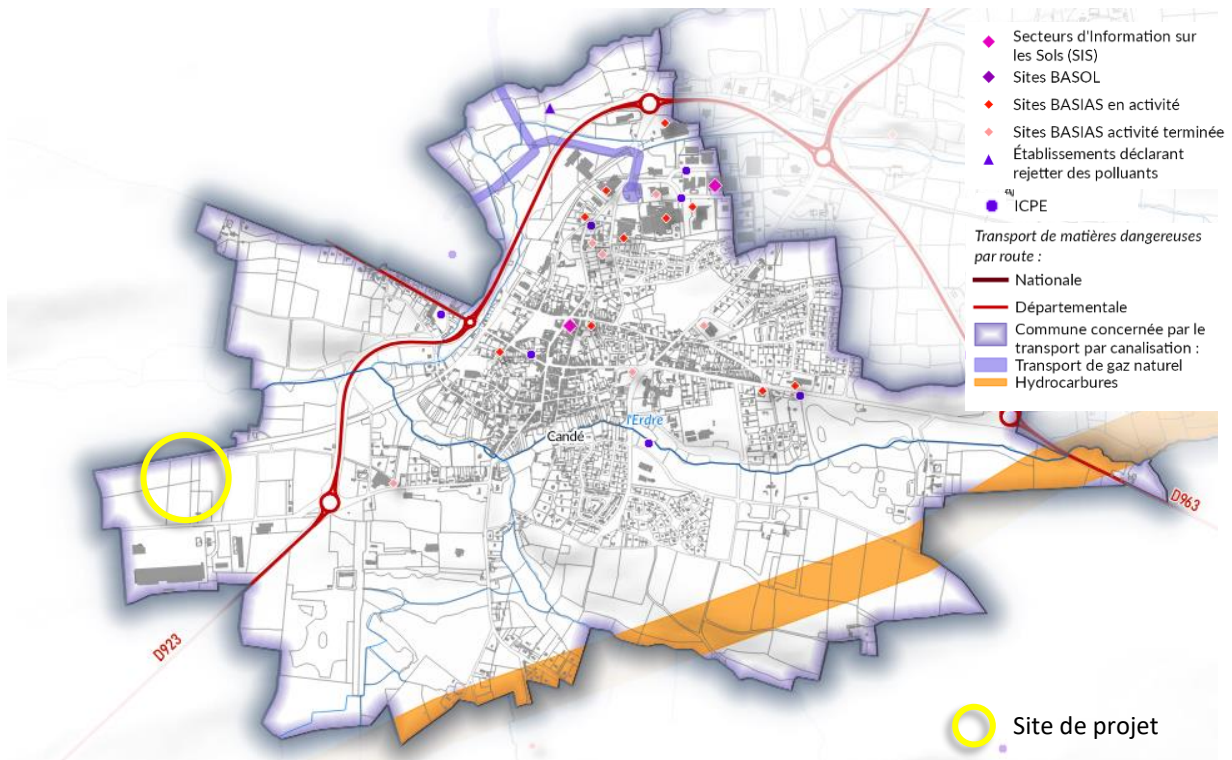 Secteurs d'Information sur
les Sols (SIS)
Sites BASOL
Sites BASIAS en activité
Sites BASIAS activité terminée
Établissements déclarant
rejetter des polluants
ICPE
Transport de matières dangereuses
par route :
Nationale
Départementale
Commune concernée par le
transport par canalisation :
Transport de gaz naturel
Hydrocarbures
l'Erdre
Candé
D963
D923
Site de projet